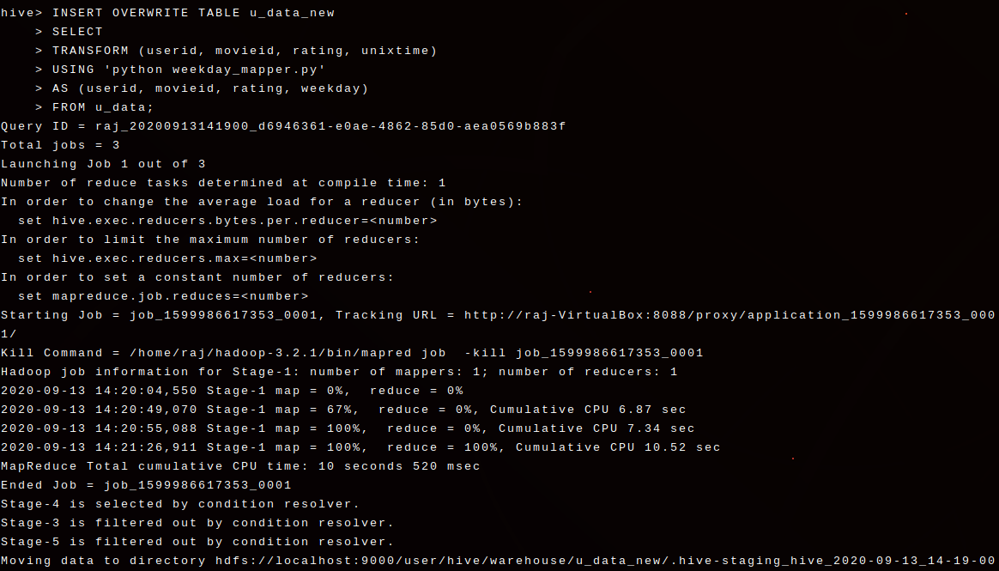 hive> INSERT OVERWRITE TABLE u_data_new
    > SELECT
    > TRANSFORM (userid, movieid, rating, unixtime)
    > USING 'python weekday_mapper.py'
    > AS (userid, movieid, rating, weekday)
    > FROM u_data;
Query ID = raj_20200913141900_d6946361-e0ae-4862-85d0-aea0569b883f
Total jobs = 3
Launching Job 1 out of 3
Number of reduce tasks determined at compile time: 1
In order to change the average load for a reducer (in bytes):
  set hive.exec.reducers.bytes.per.reducer=<number>
In order to limit the maximum number of reducers:
  set hive.exec.reducers.max=<number>
In order to set a constant number of reducers:
  set mapreduce.job.reduces=<number>
Starting Job = job_1599986617353_0001, Tracking URL = http://raj-VirtualBox:8088/proxy/application_1599986617353_000
1/
Kill Command = /home/raj/hadoop-3.2.1/bin/mapred job  -kill job_1599986617353_0001
Hadoop job information for Stage-1: number of mappers: 1; number of reducers: 1
2020-09-13 14:20:04,550 Stage-1 map = 0%,  reduce = 0%
2020-09-13 14:20:49,070 Stage-1 map = 67%,  reduce = 0%, Cumulative CPU 6.87 sec
2020-09-13 14:20:55,088 Stage-1 map = 100%,  reduce = 0%, Cumulative CPU 7.34 sec
2020-09-13 14:21:26,911 Stage-1 map = 100%,  reduce = 100%, Cumulative CPU 10.52 sec
MapReduce Total cumulative CPU time: 10 seconds 520 msec
Ended Job = job_1599986617353_0001
Stage-4 is selected by condition resolver.
Stage-3 is filtered out by condition resolver.
Stage-5 is filtered out by condition resolver.
Moving data to directory hdfs://localhost:9000/user/hive/warehouse/u_data_new/.hive-staging_hive_2020-09-13_14-19-00